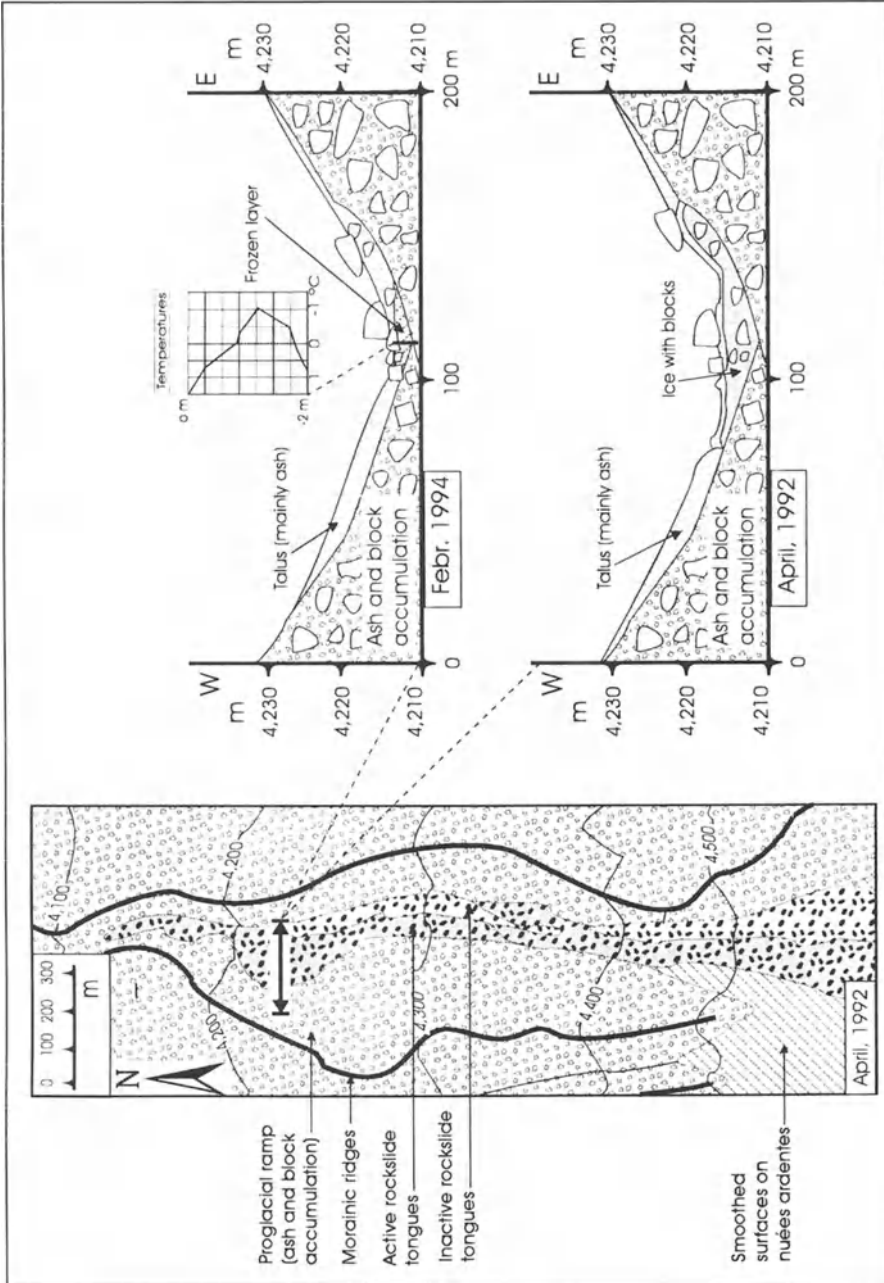 Proglacial ramp
(ash and block
accumulation)
Morainic ridges
Active rockslide
tongues
Inactive rockslide
tongues
Smoothed
surfaces on
nuées ardentes
N
0 100 200 300
m
4,100
4,200
4,200
4,300
4,400
4,500
April, 1992
W
E
m
m
4,230
4,230
4,220
4,220
4,210
4,210
200 m
100
Temperatures
0 m
-2 m
1 0 -1 °C
Frozen layer
Talus (mainly ash)
Ash and block
accumulation
Febr. 1994
W
E
m
m
4,230
4,230
4,220
4,220
4,210
4,210
0
100
200 m
Talus (mainly ash)
Ice with blocks
Ash and block
accumulation
April, 1992
0